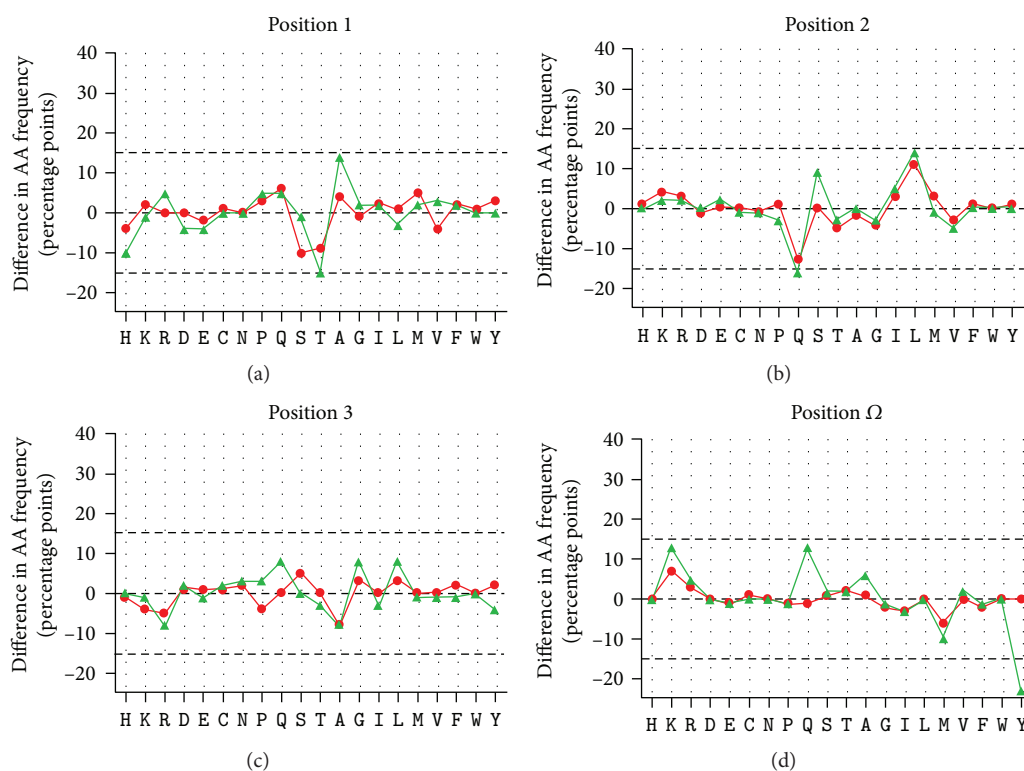 Position 1
40
30
20
10
0
−10
−20
Difference in AA frequency
(percentage points)
H K R D E C N P Q S T A G I L M V F W Y
(a)
Position 2
40
30
20
10
0
−10
−20
Difference in AA frequency
(percentage points)
H K R D E C N P Q S T A G I L M V F W Y
(b)
Position 3
40
30
20
10
0
−10
−20
Difference in AA frequency
(percentage points)
H K R D E C N P Q S T A G I L M V F W Y
(c)
Position Ω
40
30
20
10
0
−10
−20
Difference in AA frequency
(percentage points)
H K R D E C N P Q S T A G I L M V F W Y
(d)